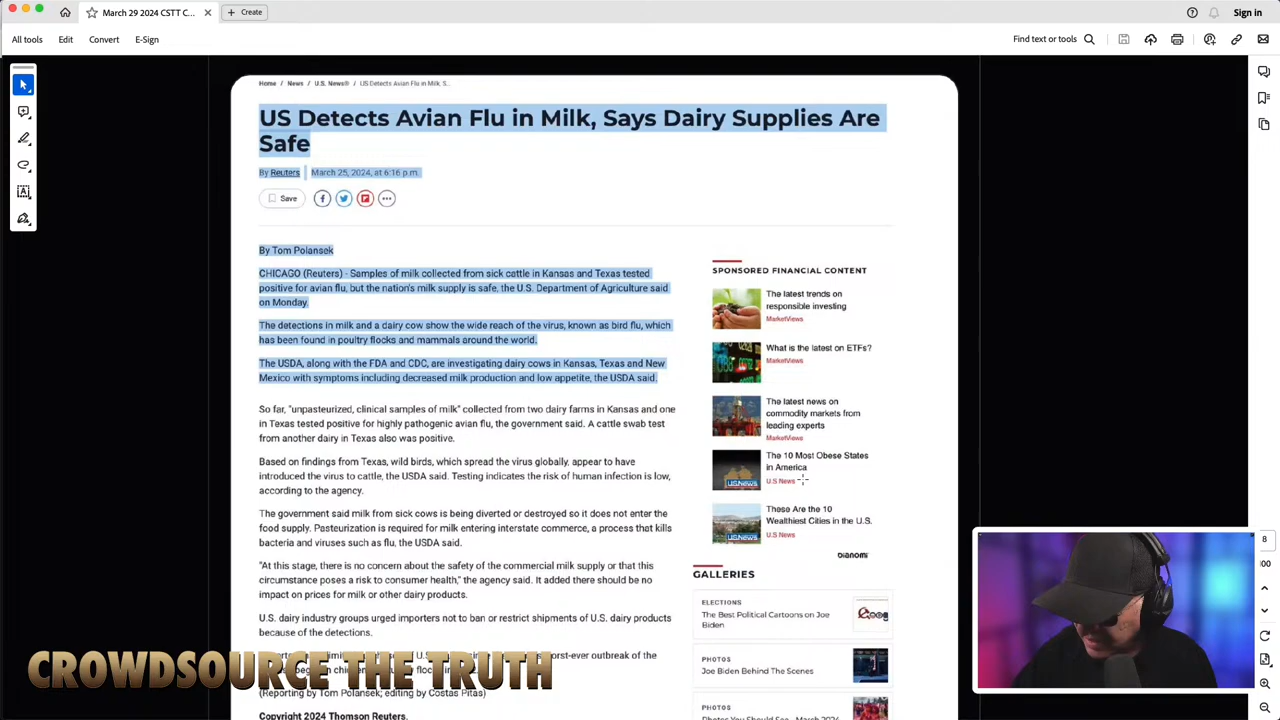 March 29 2024 CSTT C...
Create
Sign in
All tools
Edit
Convert
E-Sign
Find text or tools
Home / News / U.S. News® / US Detects Avian Flu in Milk, S...
US Detects Avian Flu in Milk, Says Dairy Supplies Are
Safe
By Reuters | March 25, 2024, at 6:16 p.m.
Save
By Tom Polansek
CHICAGO (Reuters) - Samples of milk collected from sick cattle in Kansas and Texas tested
positive for avian flu, but the nation's milk supply is safe, the U.S. Department of Agriculture said
on Monday.
The detections in milk and a dairy cow show the wide reach of the virus, known as bird flu, which
has been found in poultry flocks and mammals around the world.
The USDA, along with the FDA and CDC, are investigating dairy cows in Kansas, Texas and New
Mexico with symptoms including decreased milk production and low appetite, the USDA said.
So far, "unpasteurized, clinical samples of milk" collected from two dairy farms in Kansas and one
in Texas tested positive for highly pathogenic avian flu, the government said. A cattle swab test
from another dairy in Texas also was positive.
Based on findings from Texas, wild birds, which spread the virus globally, appear to have
introduced the virus to cattle, the USDA said. Testing indicates the risk of human infection is low,
according to the agency.
The government said milk from sick cows is being diverted or destroyed so it does not enter the
food supply. Pasteurization is required for milk entering interstate commerce, a process that kills
bacteria and viruses such as flu, the USDA said.
"At this stage, there is no concern about the safety of the commercial milk supply or that this
circumstance poses a risk to consumer health," the agency said. It added there should be no
impact on prices for milk or other dairy products.
U.S. dairy industry groups urged importers not to ban or restrict shipments of U.S. dairy products
because of the detections.
orst-ever outbreak of the
(Reporting by Tom Polansek; editing by Costas Pitas)
Copyright 2024 Thomson Reuters.
SPONSORED FINANCIAL CONTENT
The latest trends on
responsible investing
MarketViews
What is the latest on ETFs?
MarketViews
The latest news on
commodity markets from
leading experts
MarketViews
The 10 Most Obese States
in America
U.S News
These Are the 10
Wealthiest Cities in the U.S.
U.S News
bianomi
GALLERIES
ELECTIONS
The Best Political Cartoons on Joe
Biden
PHOTOS
Joe Biden Behind The Scenes
PHOTOS
Photos You Should See - March 2024
CROWDSOURCE THE TRUTH
8